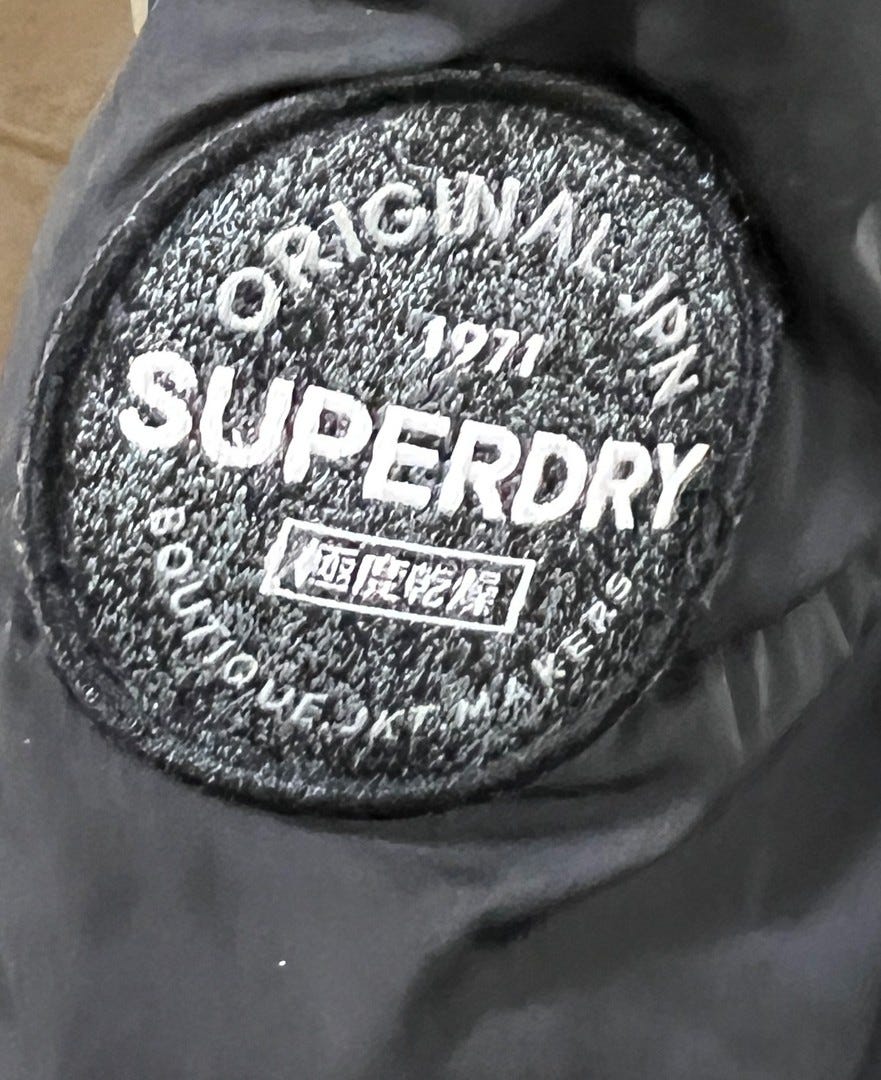 ORIGINAL JPN
1971
SUPERDRY
極度乾燥
BOUTIQUE JKT MAKERS